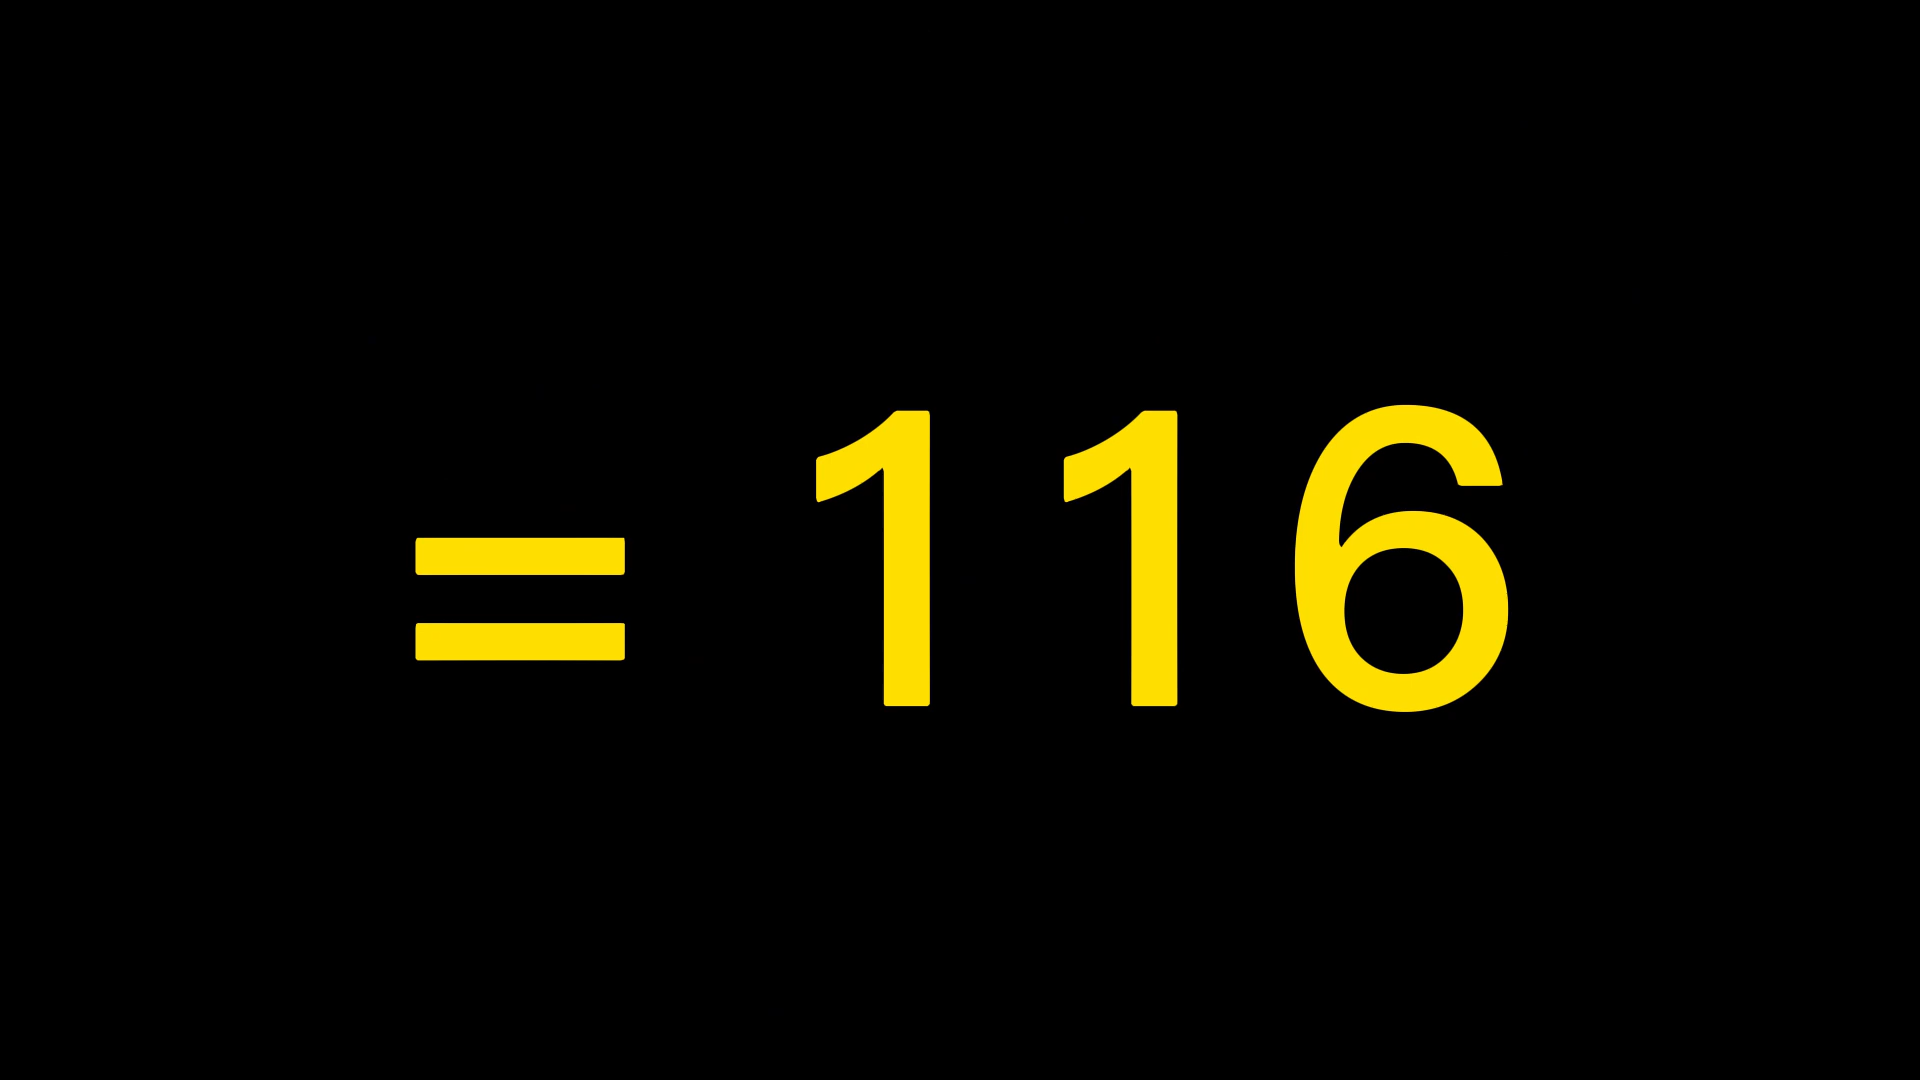 = 116